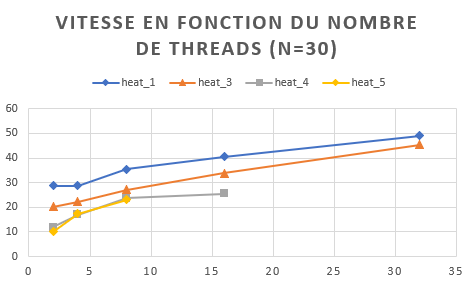 VITESSE EN FONCTION DU NOMBRE
DE THREADS (N=30)
heat_1 heat_3 heat_4 heat_5
60
50
40
30
20
10
0
0 5 10 15 20 25 30 35